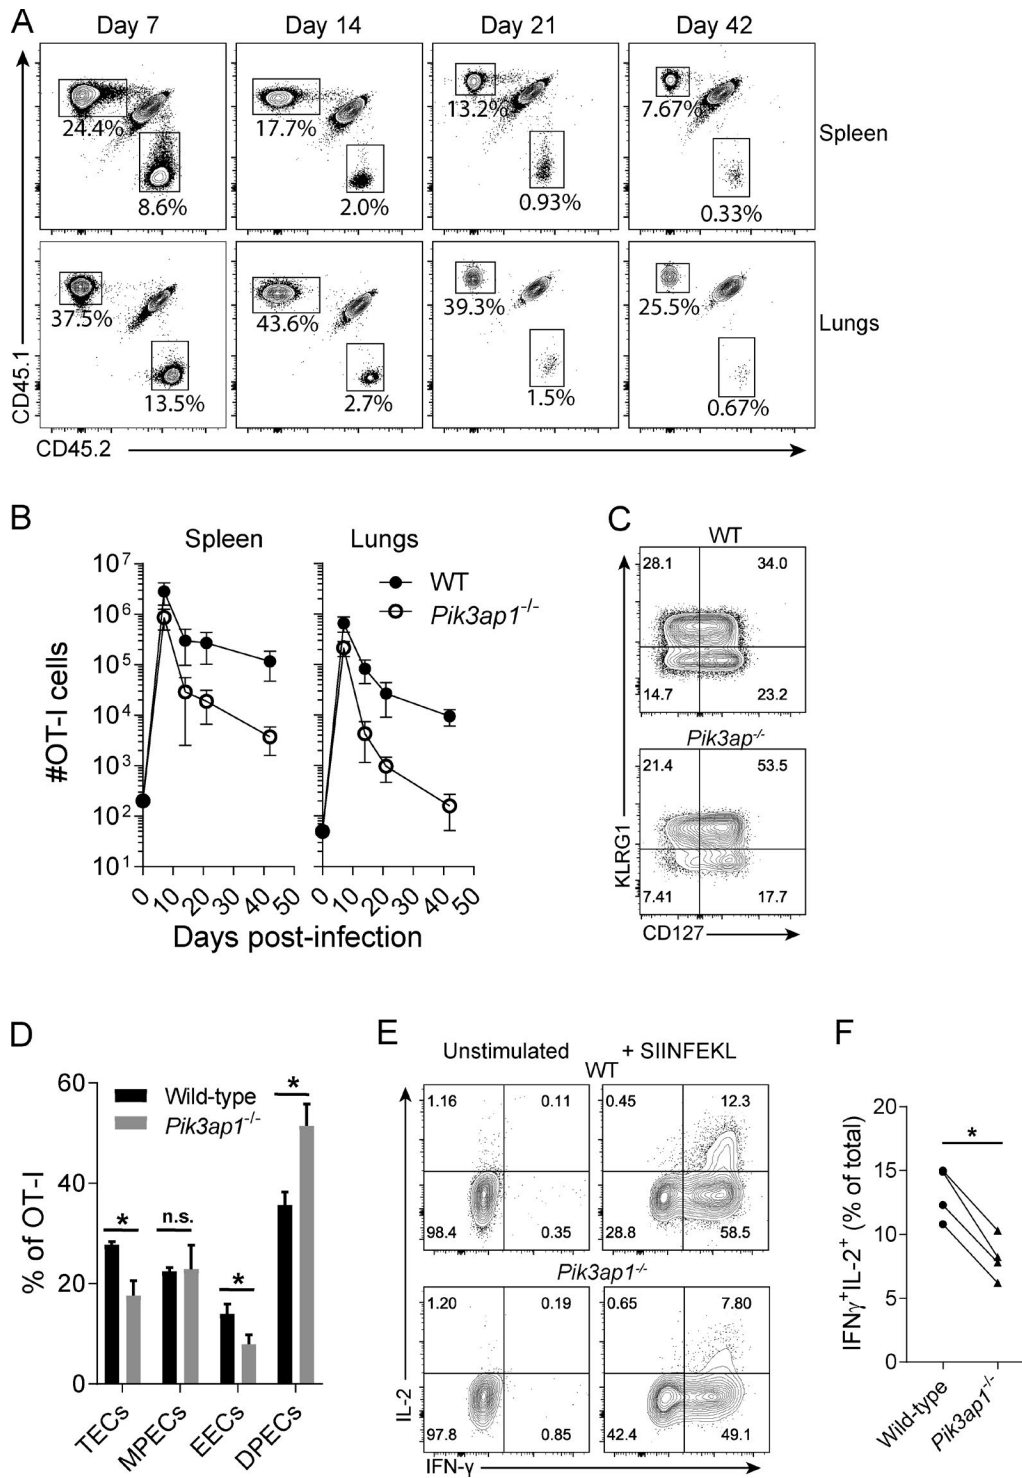 A
Day 7 Day 14 Day 21 Day 42
24.4% 17.7% 13.2% 7.67% Spleen
8.6% 2.0% 0.93% 0.33%
37.5% 43.6% 39.3% 25.5% Lungs
13.5% 2.7% 1.5% 0.67%
CD45.1
CD45.2
B
Spleen Lungs
WT
Pik3ap1-/-
#OT-I cells
10^7
10^6
10^5
10^4
10^3
10^2
10^1
0 10 20 30 40 50 0 10 20 30 40 50
Days post-infection
C
WT
28.1 34.0
14.7 23.2
Pik3ap-/-
21.4 53.5
7.41 17.7
KLRG1
CD127
D
Wild-type
Pik3ap1-/-
% of OT-I
60
40
20
0
* n.s. * *
TECs MPECs EECs DPECs
E
Unstimulated + SIINFEKL
WT
1.16 0.11 0.45 12.3
98.4 0.35 28.8 58.5
Pik3ap1-/-
1.20 0.19 0.65 7.80
97.8 0.85 42.4 49.1
IL-2
IFN-γ
F
IFNγ+IL-2+ (% of total)
20
15
10
5
0
*
Wild-type Pik3ap1-/-